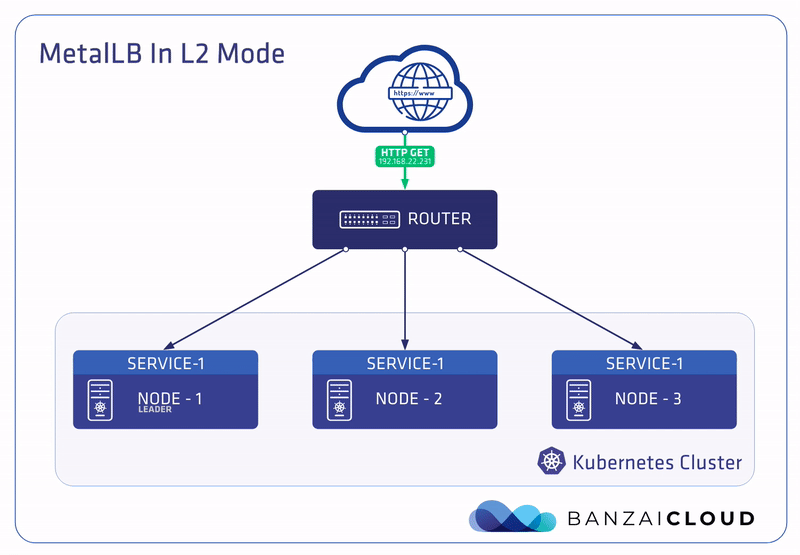 MetalLB In L2 Mode
https://www
HTTP GET
192.168.22.231
ROUTER
SERVICE-1
NODE - 1
LEADER
SERVICE-1
NODE - 2
SERVICE-1
NODE - 3
Kubernetes Cluster
BANZAICLOUD